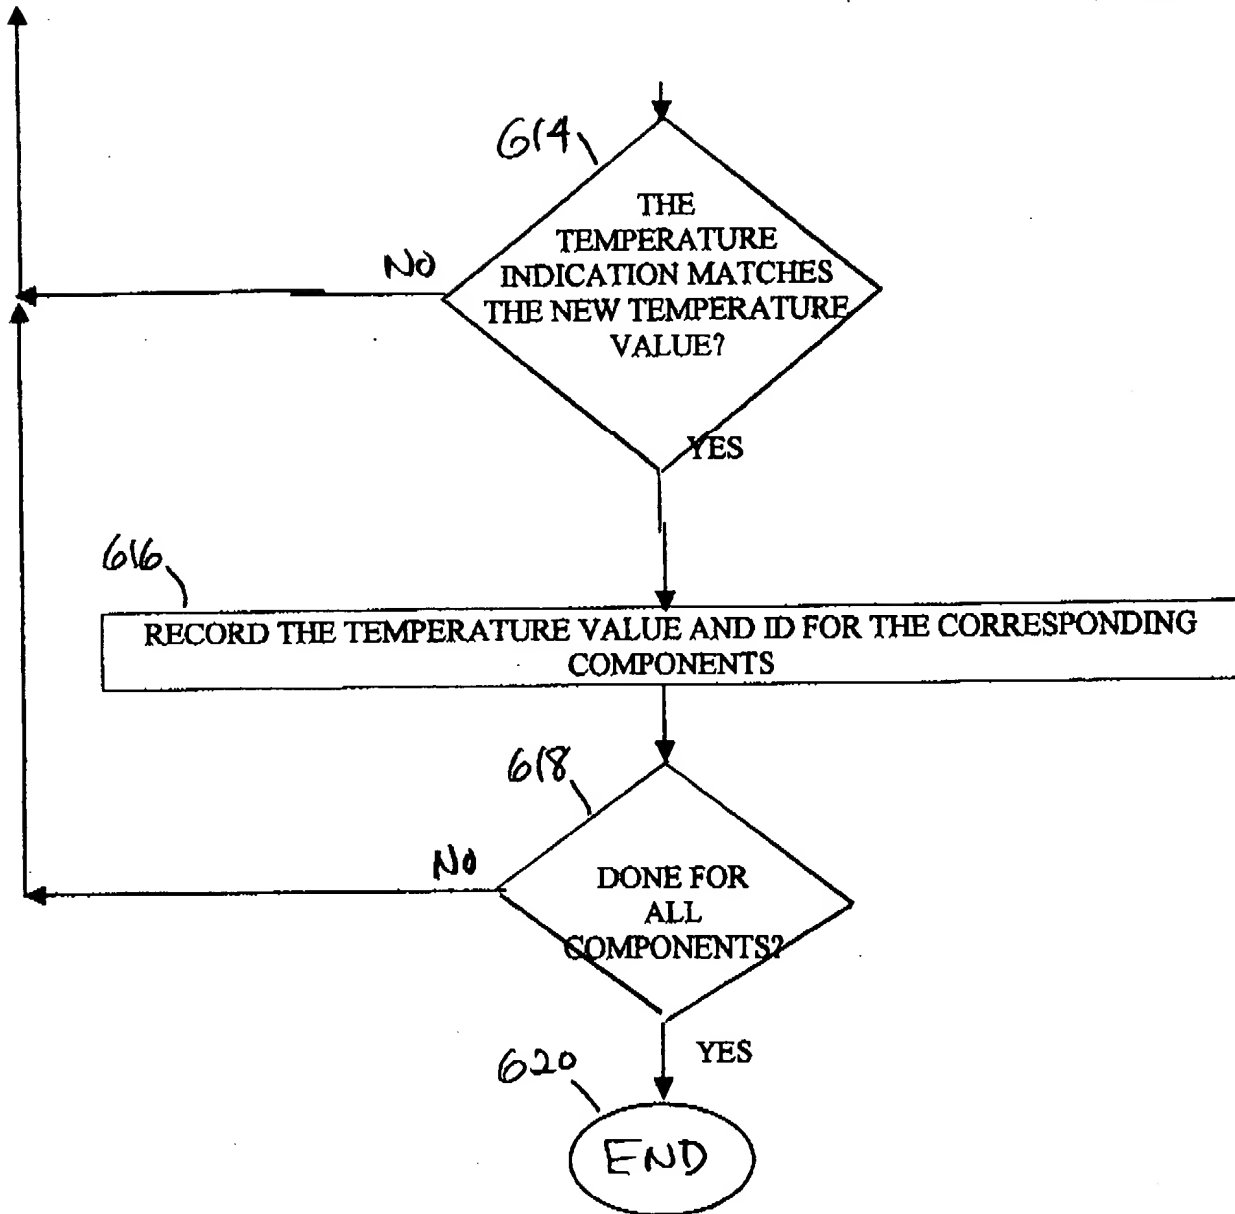 614
THE
TEMPERATURE
INDICATION MATCHES
THE NEW TEMPERATURE
VALUE?
NO
YES
616
RECORD THE TEMPERATURE VALUE AND ID FOR THE CORRESPONDING
COMPONENTS
618
NO
DONE FOR
ALL
COMPONENTS?
YES
620
END